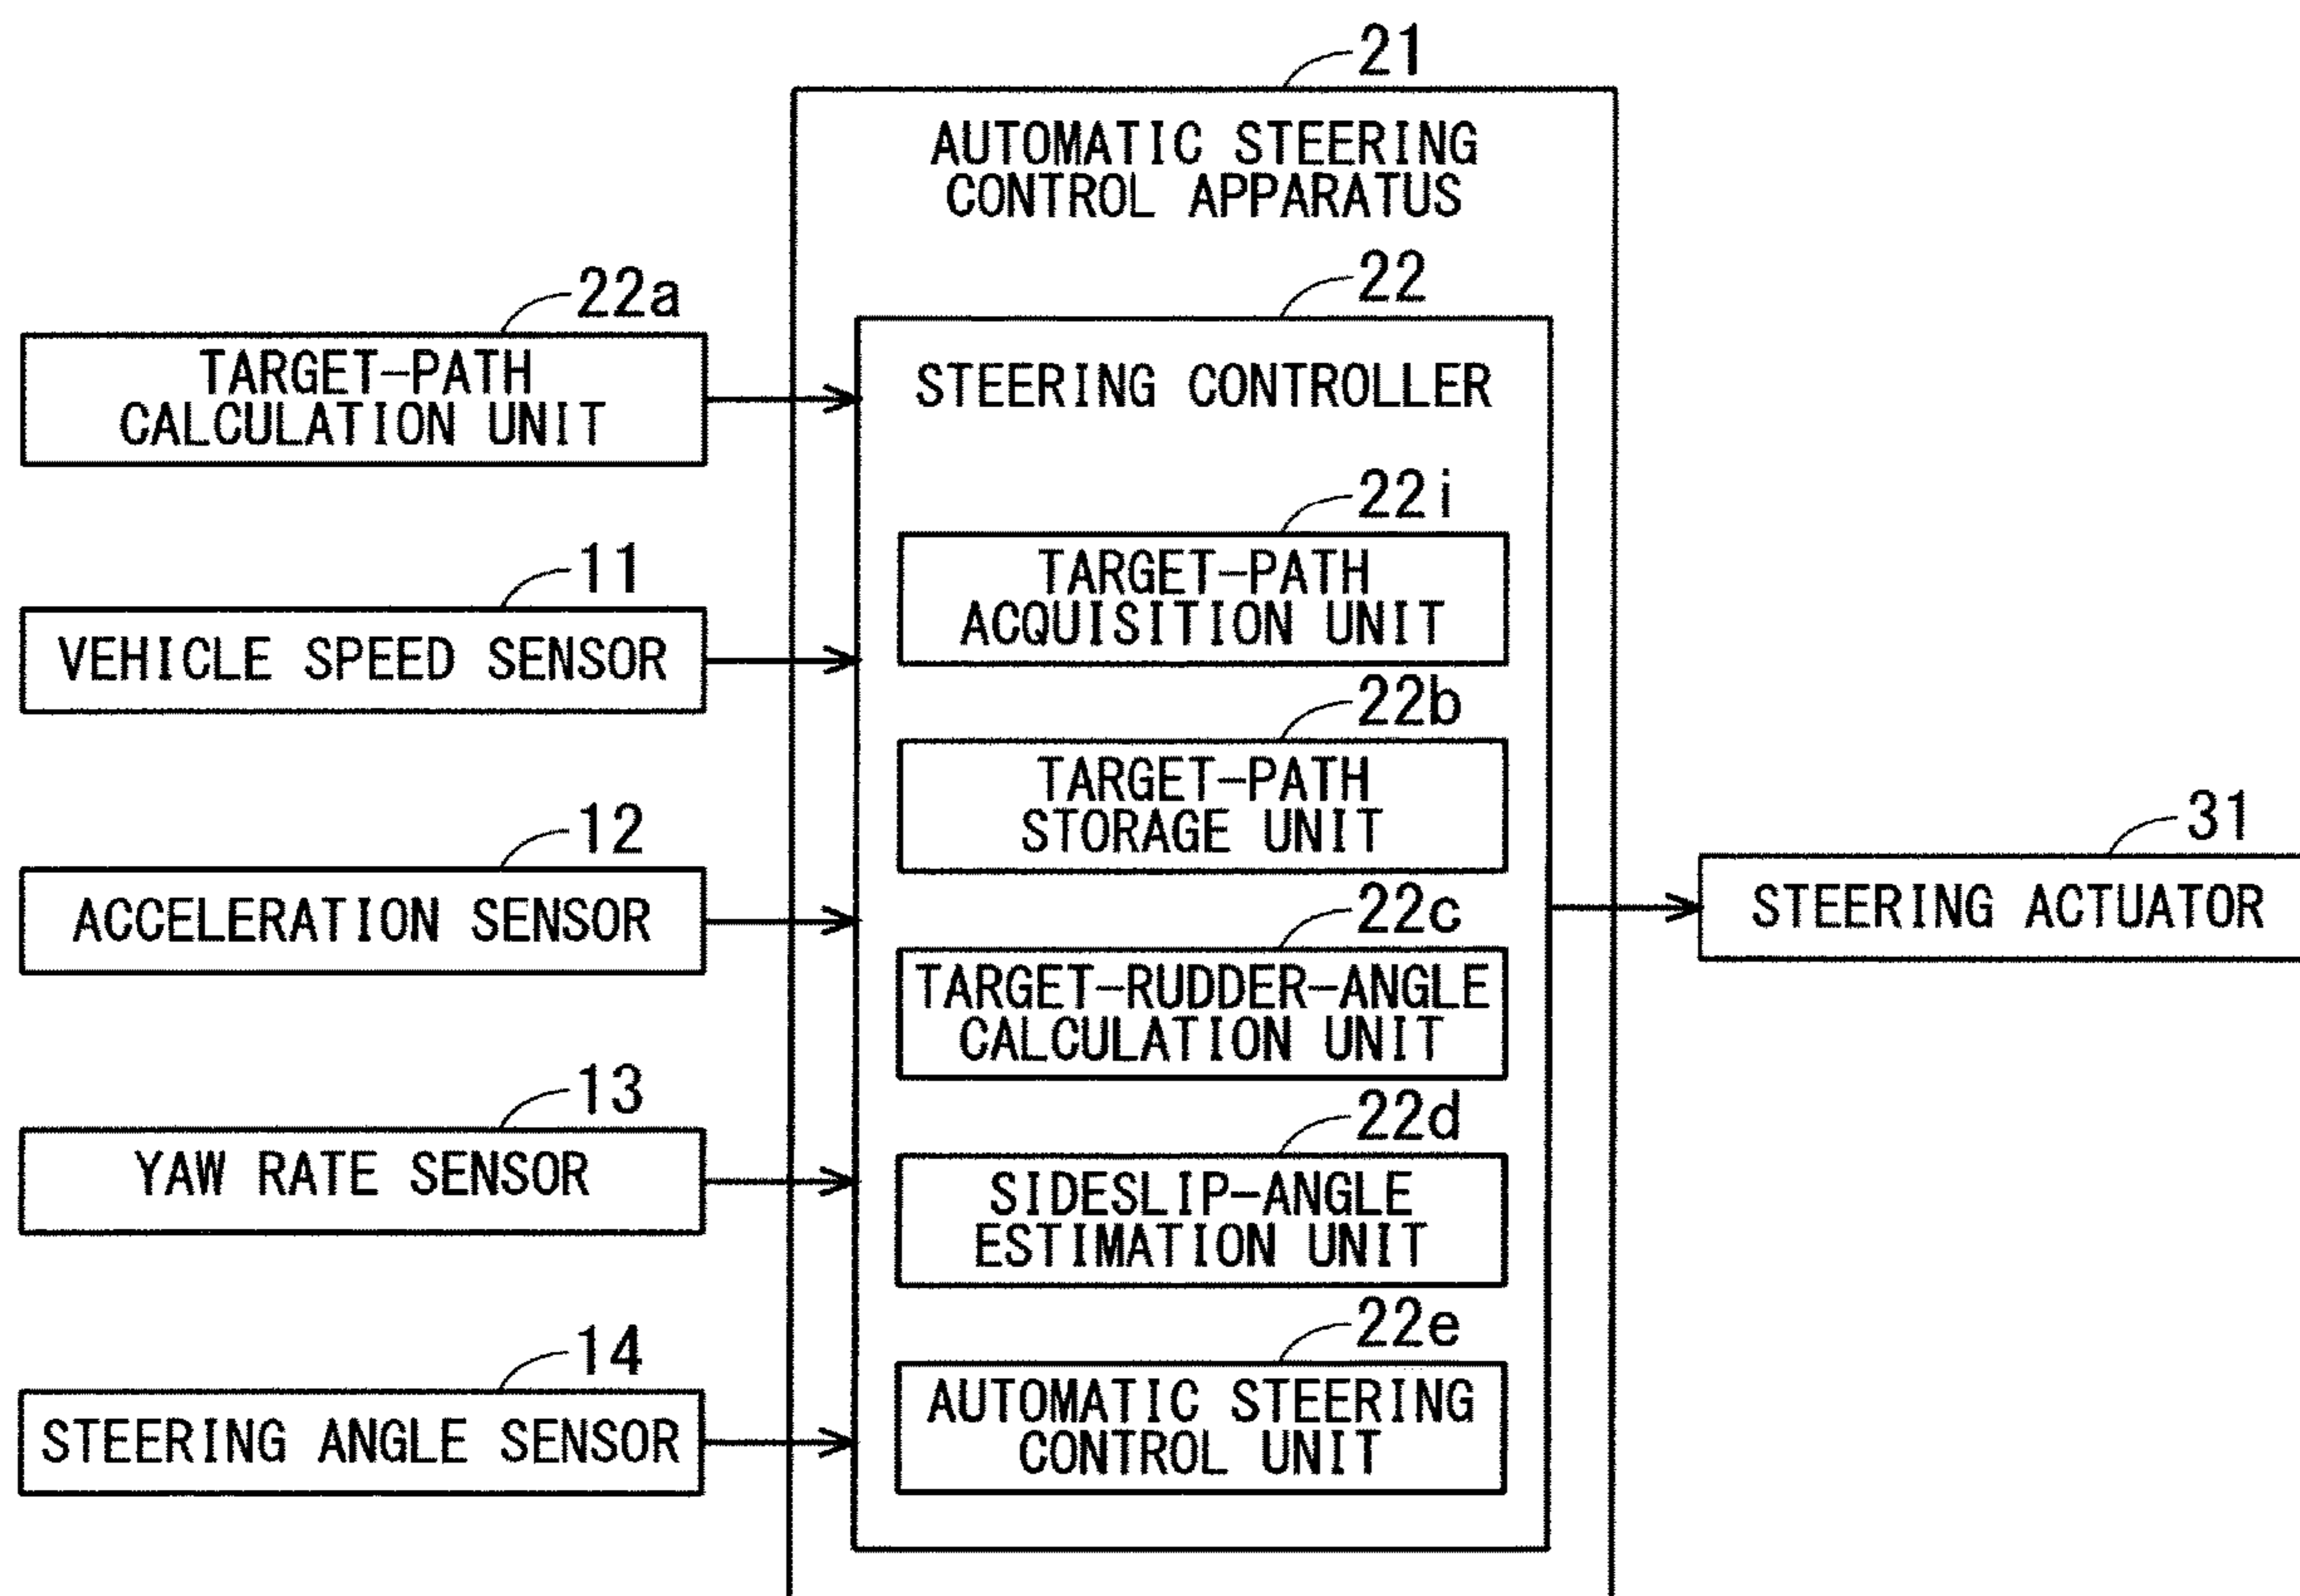 21
AUTOMATIC STEERING
CONTROL APPARATUS
22a
TARGET-PATH
CALCULATION UNIT
11
VEHICLE SPEED SENSOR
12
ACCELERATION SENSOR
13
YAW RATE SENSOR
14
STEERING ANGLE SENSOR
22
STEERING CONTROLLER
22i
TARGET-PATH
ACQUISITION UNIT
22b
TARGET-PATH
STORAGE UNIT
22c
TARGET-RUDDER-ANGLE
CALCULATION UNIT
22d
SIDESLIP-ANGLE
ESTIMATION UNIT
22e
AUTOMATIC STEERING
CONTROL UNIT
31
STEERING ACTUATOR